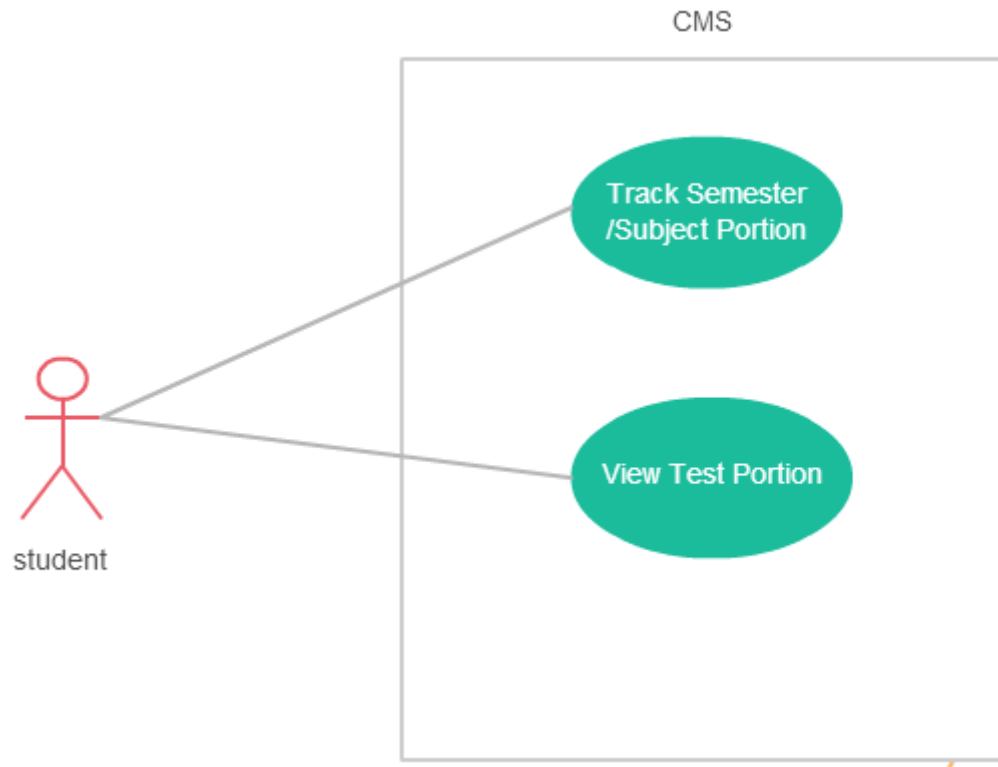 CMS
Track Semester
/Subject Portion
View Test Portion
student